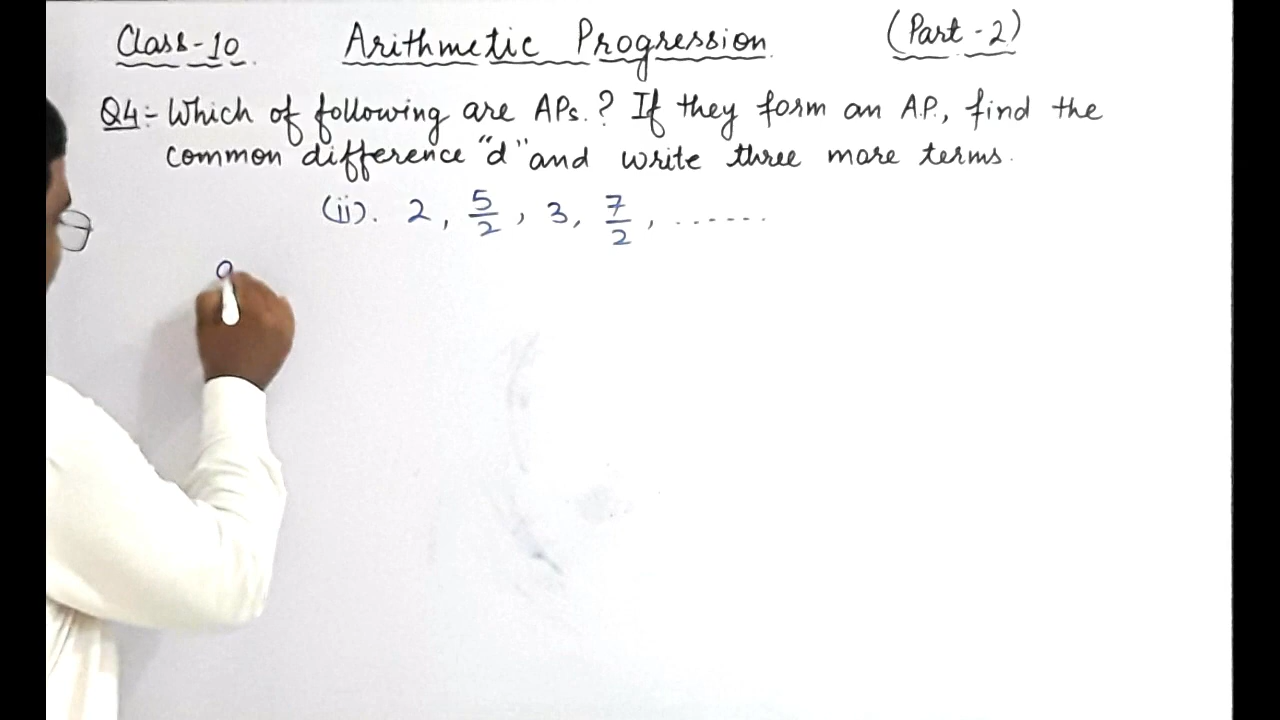 Class-10 Arithmetic Progression (Part-2)
Q4:- Which of following are APs.? If they form an A.P., find the
common difference "d" and write three more terms.
(ii). 2, 5/2, 3, 7/2, .......